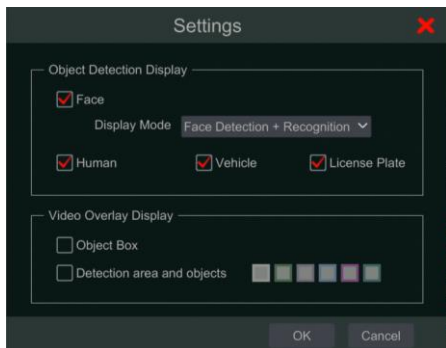 Settings
Object Detection Display
Face
Display Mode Face Detection + Recognition
Human Vehicle License Plate
Video Overlay Display
Object Box
Detection area and objects
OK Cancel